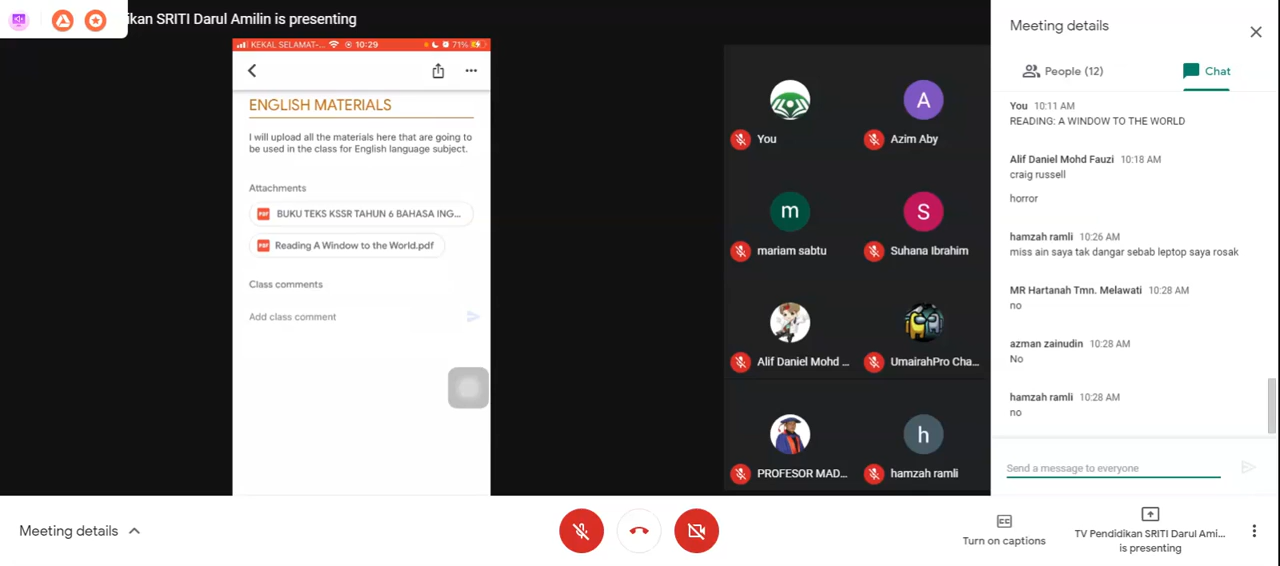 ikan SRITI Darul Amilin is presenting
KEKAL SELAMAT-... 10:29 71%
ENGLISH MATERIALS
I will upload all the materials here that are going to
be used in the class for English language subject.
Attachments
PDF BUKU TEKS KSSR TAHUN 6 BAHASA ING...
PDF Reading A Window to the World.pdf
Class comments
Add class comment
You
A
Azim Aby
m
mariam sabtu
S
Suhana Ibrahim
Alif Daniel Mohd ...
UmairahPro Cha...
PROFESOR MAD...
h
hamzah ramli
Meeting details
People (12)
Chat
You 10:11 AM
READING: A WINDOW TO THE WORLD
Alif Daniel Mohd Fauzi 10:18 AM
craig russell
horror
hamzah ramli 10:26 AM
miss ain saya tak dangar sebab leptop saya rosak
MR Hartanah Tmn. Melawati 10:28 AM
no
azman zainudin 10:28 AM
No
hamzah ramli 10:28 AM
no
Send a message to everyone
Meeting details
CC
Turn on captions
TV Pendidikan SRITI Darul Ami...
is presenting